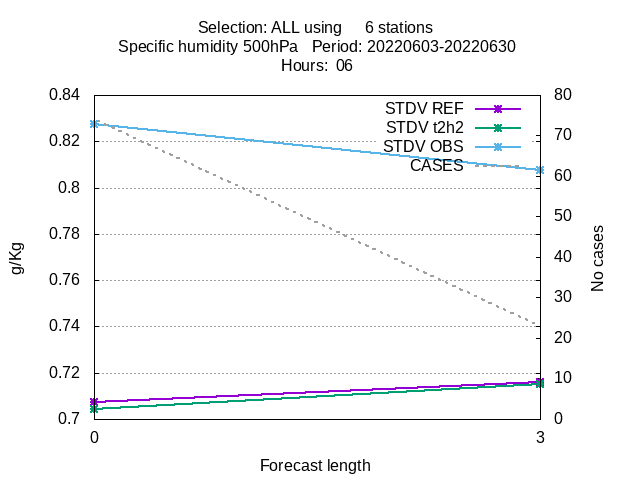 Selection: ALL using     6 stations
Specific humidity 500hPa   Period: 20220603-20220630
Hours:  06
0.84
0.82
0.8
0.78
0.76
0.74
0.72
0.7
80
70
60
50
40
30
20
10
0
STDV REF
STDV t2h2
STDV OBS
CASES
g/Kg
No cases
0
3
Forecast length